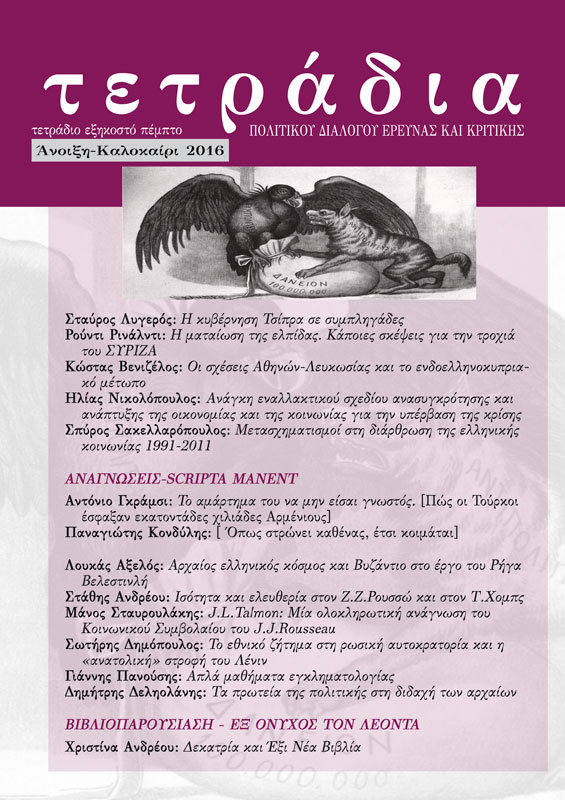 τετράδια
τετράδιο εξηκοστό πέμπτο
ΠΟΛΙΤΙΚΟΥ ΔΙΑΛΟΓΟΥ ΕΡΕΥΝΑΣ ΚΑΙ ΚΡΙΤΙΚΗΣ
Άνοιξη-Καλοκαίρι 2016
ΔΑΝΕΙΟΝ
100,000,000
Σταύρος Λυγερός: Η κυβέρνηση Τσίπρα σε συμπληγάδες
Ρούντι Ρινάλντι: Η ματαίωση της ελπίδας. Κάποιες σκέψεις για την τροχιά
του ΣΥΡΙΖΑ
Κώστας Βενιζέλος: Οι σχέσεις Αθηνών-Λευκωσίας και το ενδοελληνοκυπρια-
κό μέτωπο
Ηλίας Νικολόπουλος: Ανάγκη εναλλακτικού σχεδίου ανασυγκρότησης και
ανάπτυξης της οικονομίας και της κοινωνίας για την υπέρβαση της κρίσης
Σπύρος Σακελλαρόπουλος: Μετασχηματισμοί στη διάρθρωση της ελληνικής
κοινωνίας 1991-2011
ΑΝΑΓΝΩΣΕΙΣ-SCRIPTA MANENT
Αντόνιο Γκράμσι: Το αμάρτημα του να μην είσαι γνωστός. [Πώς οι Τούρκοι
έσφαξαν εκατοντάδες χιλιάδες Αρμένιους]
Παναγιώτης Κονδύλης: [ Όπως στρώνει καθένας, έτσι κοιμάται]
Λουκάς Αξελός: Αρχαίος ελληνικός κόσμος και Βυζάντιο στο έργο του Ρήγα
Βελεστινλή
Στάθης Ανδρέου: Ισότητα και ελευθερία στον Ζ.Ζ.Ρουσσώ και στον Τ.Χομπς
Μάνος Σταυρουλάκης: J.L.Talmon: Μία ολοκληρωτική ανάγνωση του
Κοινωνικού Συμβολαίου του J.J.Rousseau
Σωτήρης Δημόπουλος: Το εθνικό ζήτημα στη ρωσική αυτοκρατορία και η
«ανατολική» στροφή του Λένιν
Γιάννης Πανούσης: Απλά μαθήματα εγκληματολογίας
Δημήτρης Δεληολάνης: Τα πρωτεία της πολιτικής στη διδαχή των αρχαίων
ΒΙΒΛΙΟΠΑΡΟΥΣΙΑΣΗ - ΕΞ ΟΝΥΧΟΣ ΤΟΝ ΛΕΟΝΤΑ
Χριστίνα Ανδρέου: Δεκατρία και Έξι Νέα Βιβλία
ΔΑΝΕΙΟΝ
100,000,000